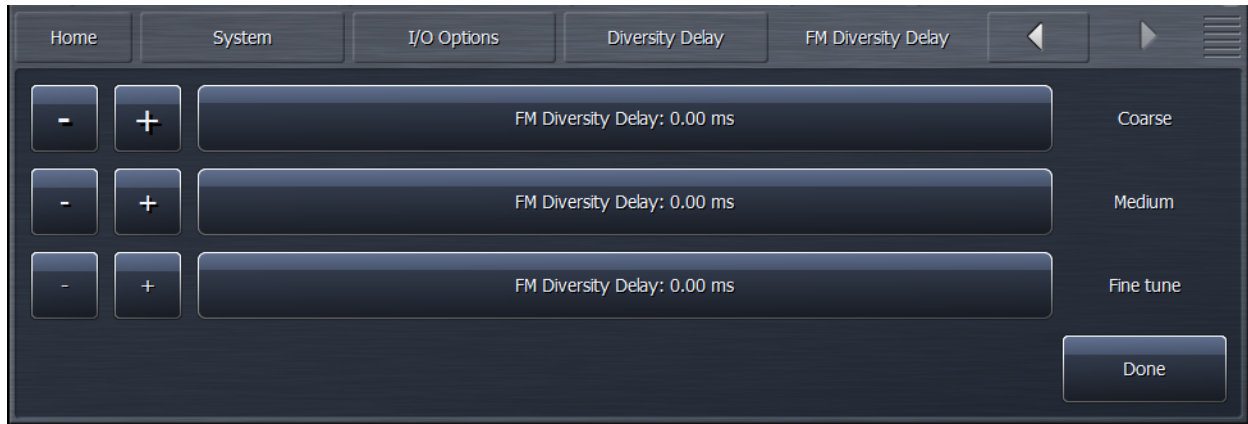 Home System I/O Options Diversity Delay FM Diversity Delay
- + FM Diversity Delay: 0.00 ms Coarse
- + FM Diversity Delay: 0.00 ms Medium
- + FM Diversity Delay: 0.00 ms Fine tune
Done